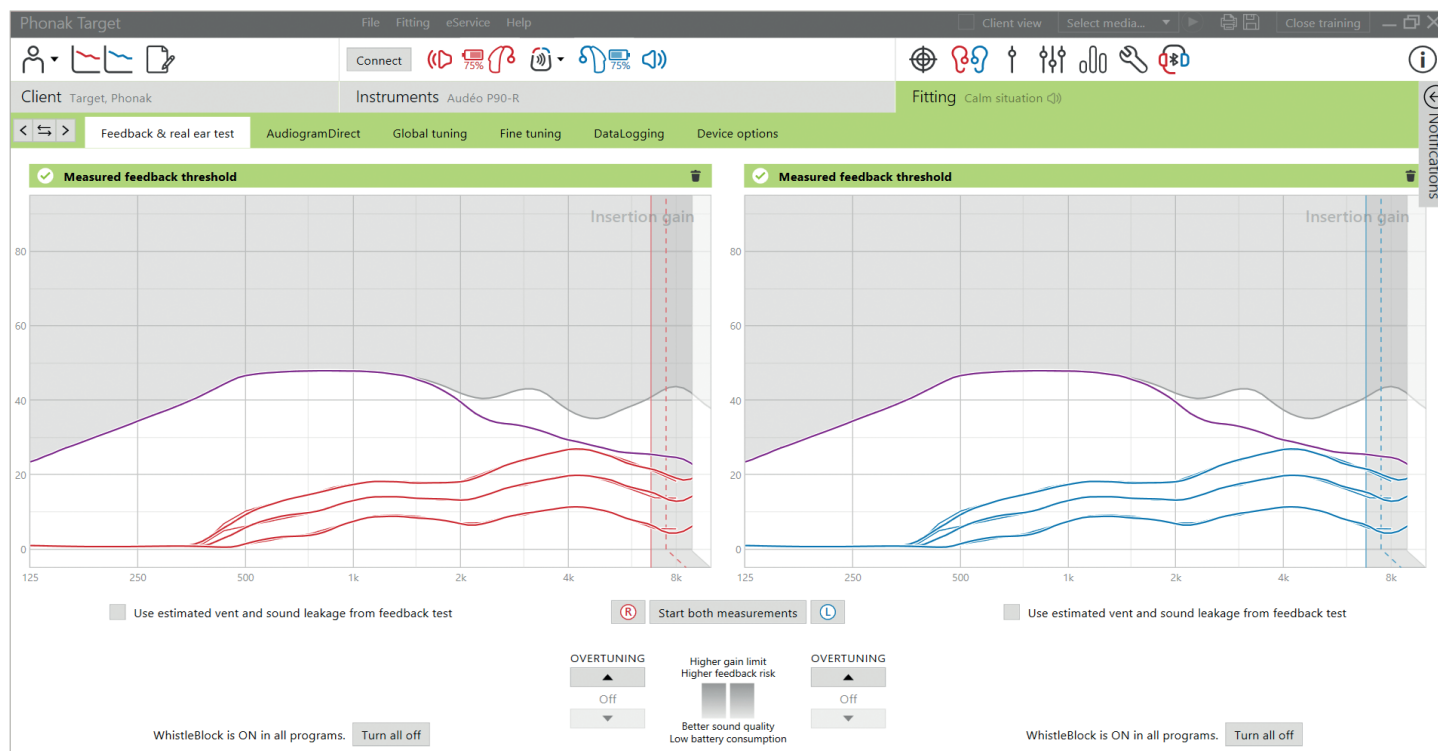 Phonak Target
File Fitting eService Help
Client view Select media... Close training
Connect 75% 75%
Client Target, Phonak
Instruments Audéo P90-R
Fitting Calm situation
Notifications
Feedback & real ear test AudiogramDirect Global tuning Fine tuning DataLogging Device options
Measured feedback threshold
Insertion gain
80
60
40
20
0
125 250 500 1k 2k 4k 8k
Measured feedback threshold
Insertion gain
80
60
40
20
0
125 250 500 1k 2k 4k 8k
Use estimated vent and sound leakage from feedback test
R Start both measurements L
Use estimated vent and sound leakage from feedback test
OVERTUNING
Off
Higher gain limit
Higher feedback risk
Better sound quality
Low battery consumption
OVERTUNING
Off
WhistleBlock is ON in all programs. Turn all off
WhistleBlock is ON in all programs. Turn all off